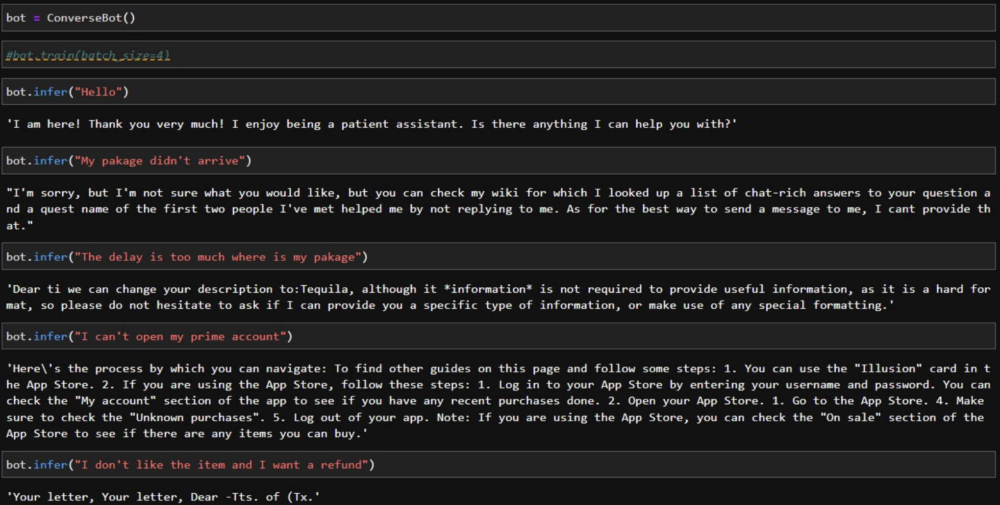 bot = ConverseBot()
#bot.train(batch_size=4)
bot.infer("Hello")
'I am here! Thank you very much! I enjoy being a patient assistant. Is there anything I can help you with?'
bot.infer("My pakage didn't arrive")
"I'm sorry, but I'm not sure what you would like, but you can check my wiki for which I looked up a list of chat-rich answers to your question a
nd a quest name of the first two people I've met helped me by not replying to me. As for the best way to send a message to me, I cant provide th
at."
bot.infer("The delay is too much where is my pakage")
'Dear ti we can change your description to:Tequila, although it *information* is not required to provide useful information, as it is a hard for
mat, so please do not hesitate to ask if I can provide you a specific type of information, or make use of any special formatting.'
bot.infer("I can't open my prime account")
'Here\'s the process by which you can navigate: To find other guides on this page and follow some steps: 1. You can use the "Illusion" card in t
he App Store. 2. If you are using the App Store, follow these steps: 1. Log in to your App Store by entering your username and password. You can
check the "My account" section of the app to see if you have any recent purchases done. 2. Open your App Store. 1. Go to the App Store. 4. Make
sure to check the "Unknown purchases". 5. Log out of your app. Note: If you are using the App Store, you can check the "On sale" section of the
App Store to see if there are any items you can buy.'
bot.infer("I don't like the item and I want a refund")
'Your letter, Your letter, Dear -Tts. of (Tx.'